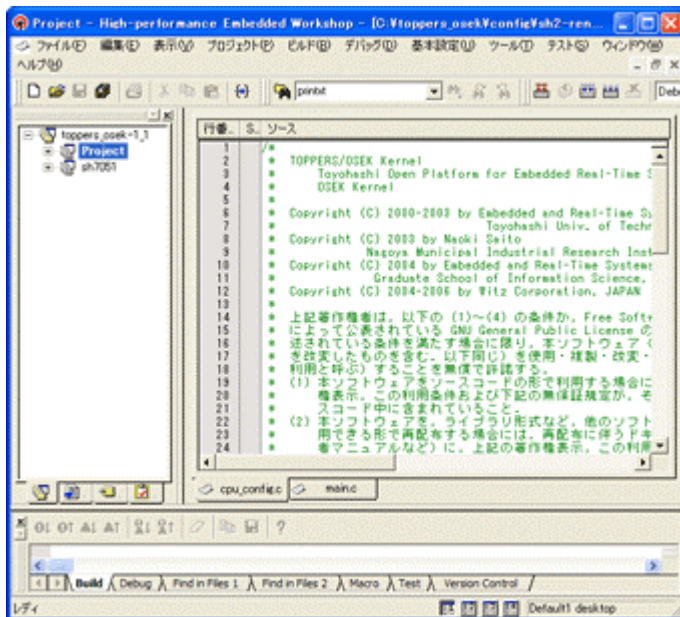 Project - High-performance Embedded Workshop - [C:¥toppers_osek¥config¥sh2-ren...
ファイル(F) 編集(E) 表示(V) プロジェクト(P) ビルド(B) デバッグ(D) 基本設定(U) ツール(T) テスト(S) ウィンドウ(W)
ヘルプ(H)
printf Deb
toppers_osek-1_1
Project
sh7051
行番.. S.. ソース
1 /*
2 * TOPPERS/OSEK Kernel
3 * Toyohashi Open Platform for Embedded Real-Time S
4 * OSEK Kernel
5 *
6 * Copyright (C) 2000-2003 by Embedded and Real-Time Sy
7 * Toyohashi Univ. of Techn
8 * Copyright (C) 2003 by Naoki Saito
9 * Nagoya Municipal Industrial Research Inst
10 * Copyright (C) 2004 by Embedded and Real-Time Systems
11 * Graduate School of Information Science,
12 * Copyright (C) 2004-2006 by Witz Corporation, JAPAN
13 *
14 * 上記著作権者は，以下の (1)～(4) の条件か，Free Softw
15 * によって公表されている GNU General Public License の
16 * 述されている条件を満たす場合に限り，本ソフトウェア（
17 * を改変したものを含む．以下同じ）を使用・複製・改変・
18 * 利用と呼ぶ）することを無償で許諾する．
19 * (1) 本ソフトウェアをソースコードの形で利用する場合に
20 * 権表示，この利用条件および下記の無保証規定が，そ
21 * スコード中に含まれていること．
22 * (2) 本ソフトウェアを，ライブラリ形式など，他のソフト
23 * 用できる形で再配布する場合には，再配布に伴うドキ
24 * 者マニュアルなど）に，上記の著作権表示，この利用
cpu_config.c main.c
Build Debug Find in Files 1 Find in Files 2 Macro Test Version Control
レディ Default1 desktop